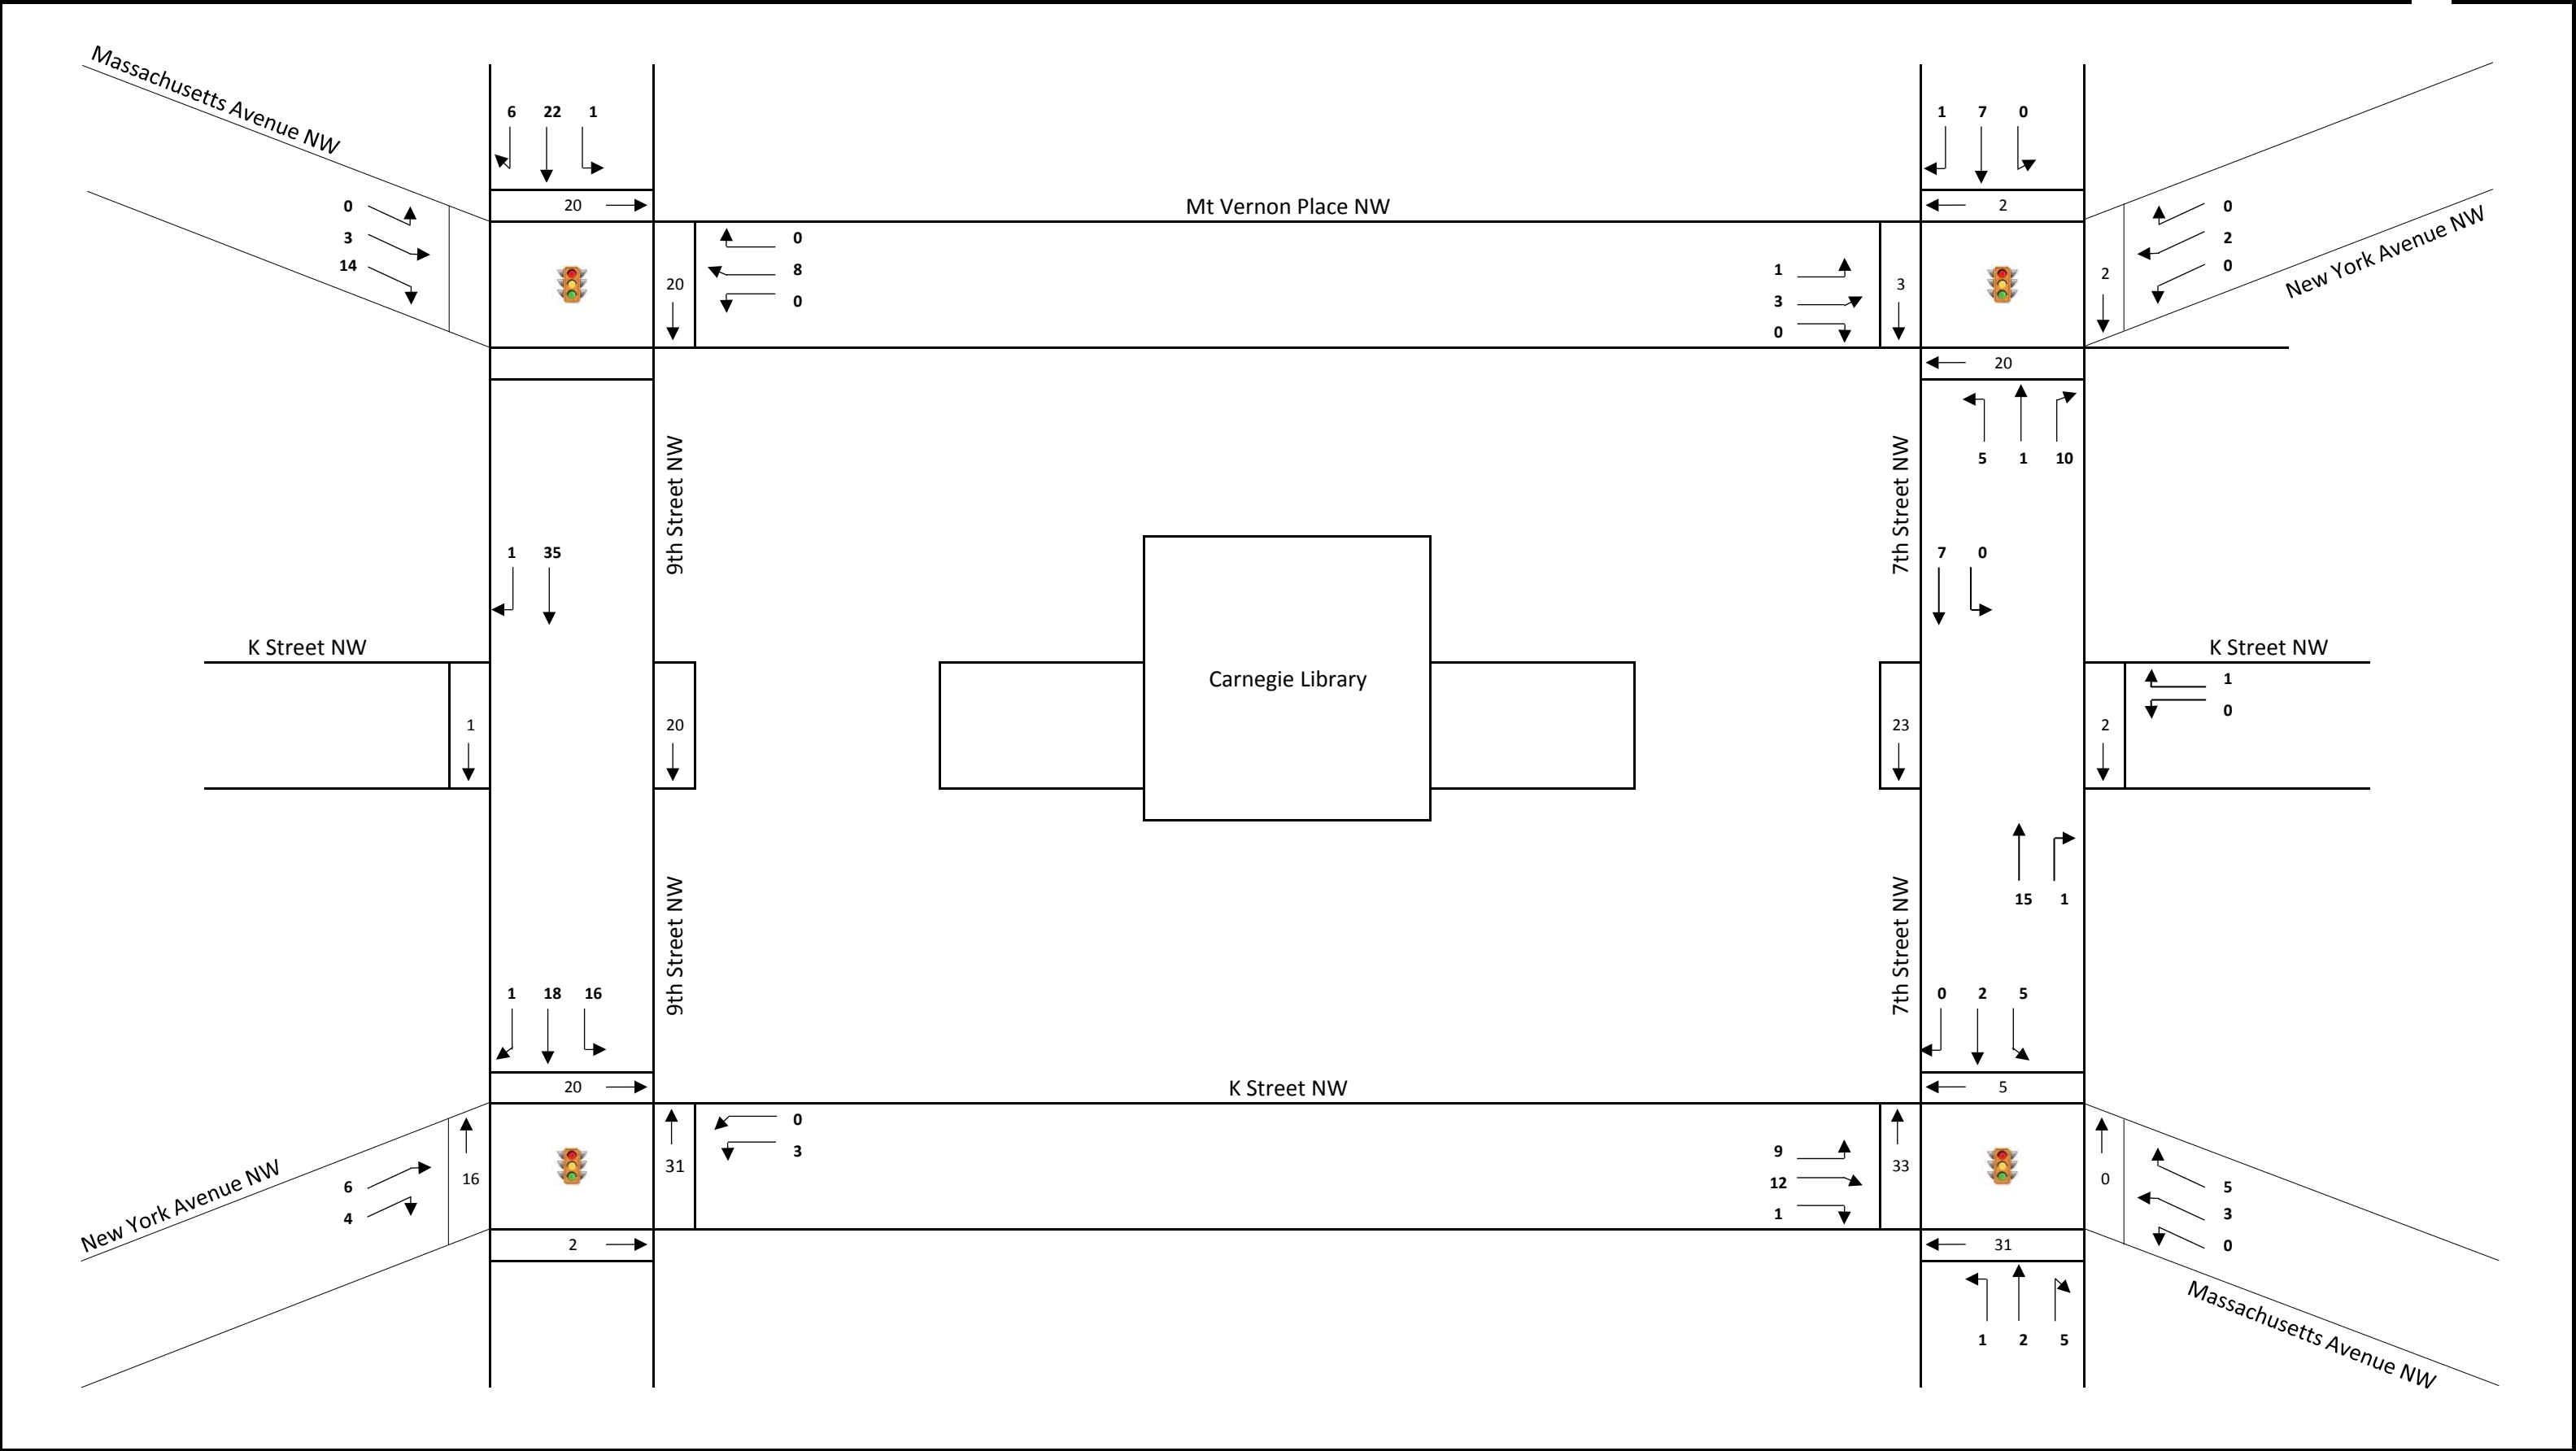 Massachusetts Avenue NW
6 22 1
1 7 0
20
2
Mt Vernon Place NW
0
3
14
0
8
0
20
1
3
0
3
2
0
2
0
New York Avenue NW
20
5 1 10
9th Street NW
7th Street NW
1 35
7 0
K Street NW
K Street NW
Carnegie Library
1
20
23
2
1
0
15 1
9th Street NW
7th Street NW
1 18 16
0 2 5
20
K Street NW
5
New York Avenue NW
6
4
16
31
0
3
9
12
1
33
0
5
3
0
2
31
1 2 5
Massachusetts Avenue NW